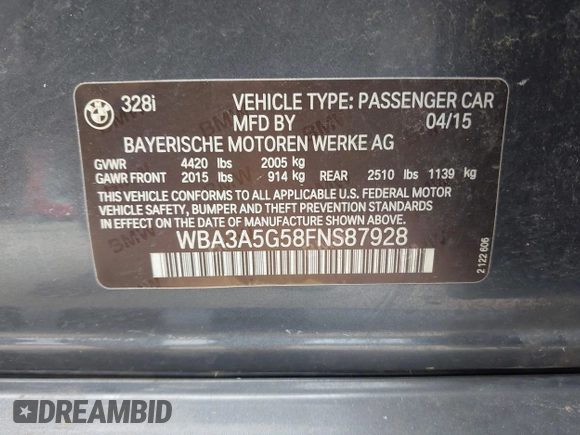 BMW 328i VEHICLE TYPE: PASSENGER CAR
MFD BY 04/15
BAYERISCHE MOTOREN WERKE AG
GVWR 4420 lbs 2005 kg
GAWR FRONT 2015 lbs 914 kg REAR 2510 lbs 1139 kg
THIS VEHICLE CONFORMS TO ALL APPLICABLE U.S. FEDERAL MOTOR
VEHICLE SAFETY, BUMPER AND THEFT PREVENTION STANDARDS
IN EFFECT ON THE DATE OF MANUFACTURE SHOWN ABOVE.
WBA3A5G58FNS87928
2 122 606
DREAMBID